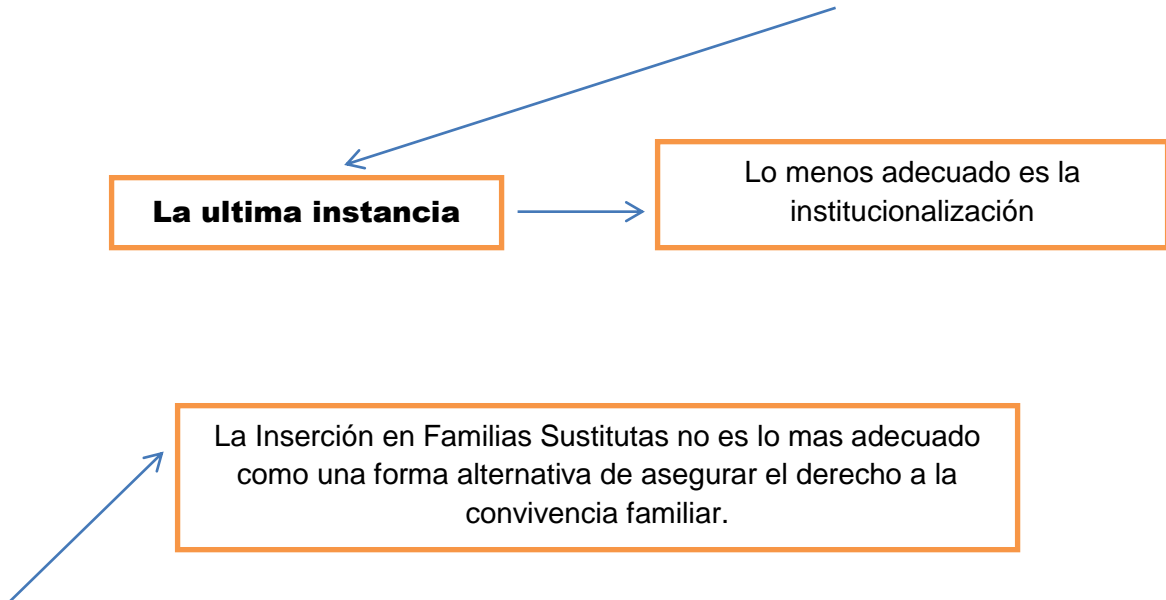 La ultima instancia
Lo menos adecuado es la
institucionalización
La Inserción en Familias Sustitutas no es lo mas adecuado
como una forma alternativa de asegurar el derecho a la
convivencia familiar.